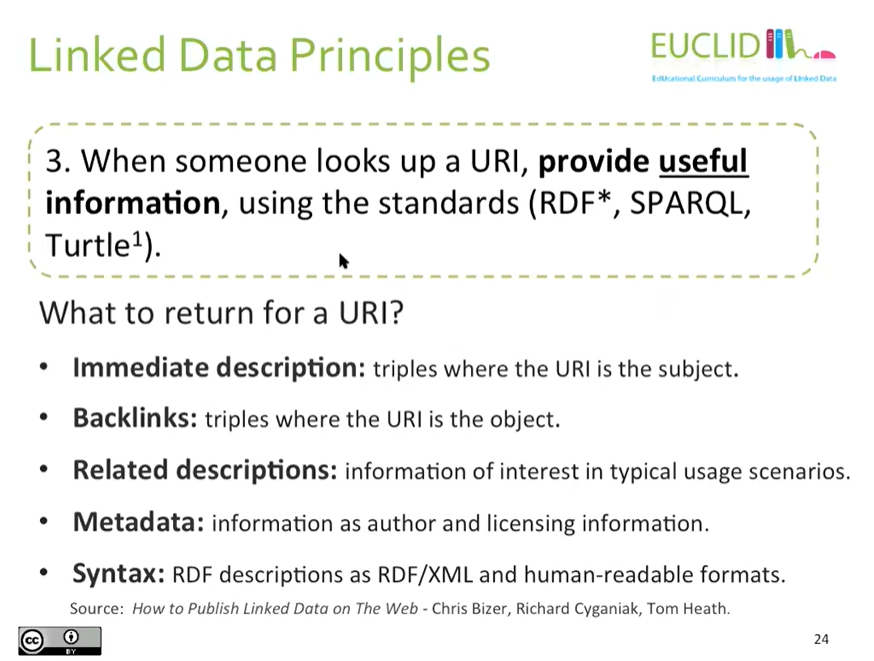 Linked Data Principles
EUCLID
EdUcational Curriculum for the usage of LInked Data
3. When someone looks up a URI, provide useful
information, using the standards (RDF*, SPARQL,
Turtle¹).
What to return for a URI?
• Immediate description: triples where the URI is the subject.
• Backlinks: triples where the URI is the object.
• Related descriptions: information of interest in typical usage scenarios.
• Metadata: information as author and licensing information.
• Syntax: RDF descriptions as RDF/XML and human-readable formats.
Source: How to Publish Linked Data on The Web - Chris Bizer, Richard Cyganiak, Tom Heath.
cc BY
24